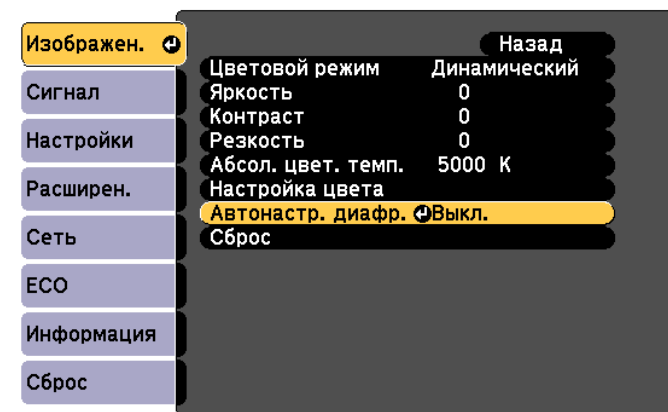 Изображен.
Сигнал
Настройки
Расширен.
Сеть
ECO
Информация
Сброс
Назад
Цветовой режим Динамический
Яркость 0
Контраст 0
Резкость 0
Абсол. цвет. темп. 5000 K
Настройка цвета
Автонастр. диафр. Выкл.
Сброс